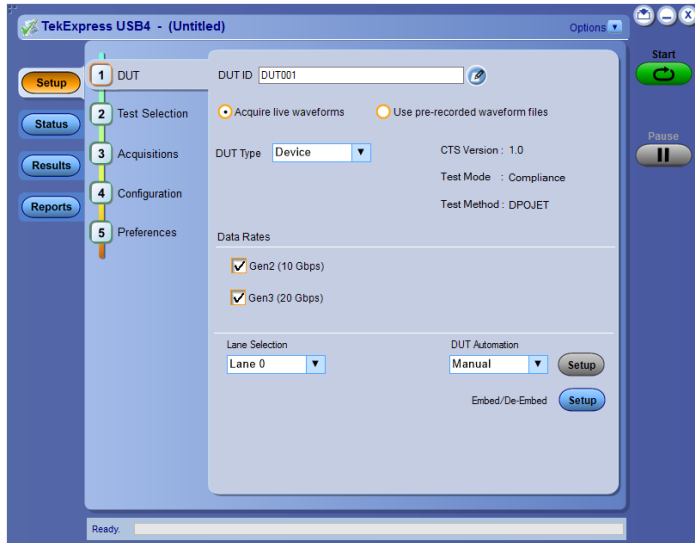 TekExpress USB4 - (Untitled)
Options
Start
Pause
Setup
Status
Results
Reports
1 DUT
2 Test Selection
3 Acquisitions
4 Configuration
5 Preferences
DUT ID DUT001
Acquire live waveforms
Use pre-recorded waveform files
DUT Type Device
CTS Version : 1.0
Test Mode : Compliance
Test Method : DPOJET
Data Rates
Gen2 (10 Gbps)
Gen3 (20 Gbps)
Lane Selection
Lane 0
DUT Automation
Manual
Setup
Embed/De-Embed
Setup
Ready.